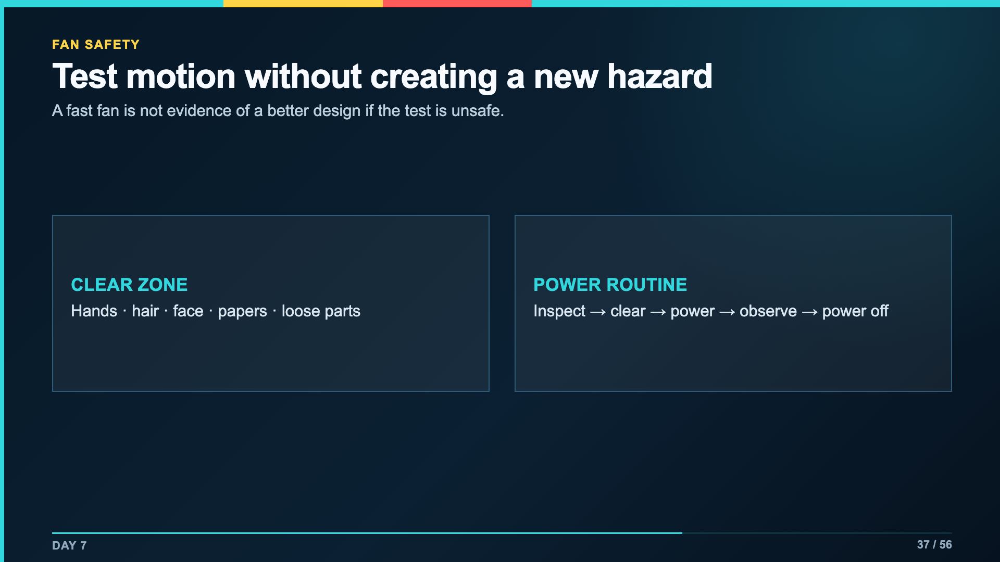 FAN SAFETY
Test motion without creating a new hazard
A fast fan is not evidence of a better design if the test is unsafe.
CLEAR ZONE
Hands · hair · face · papers · loose parts
POWER ROUTINE
Inspect → clear → power → observe → power off
DAY 7
37 / 56